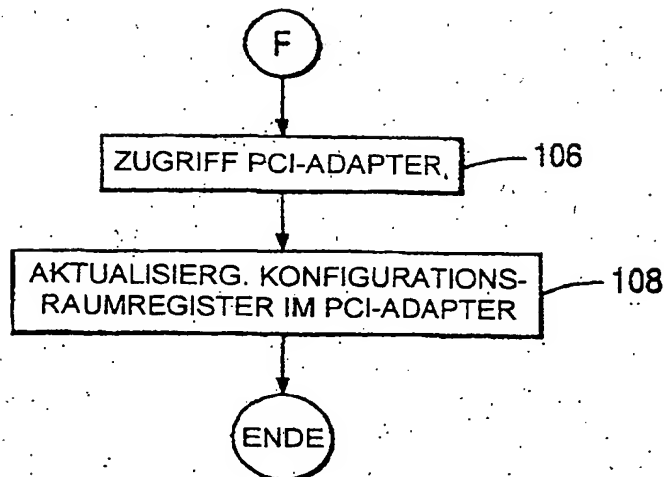 F
ZUGRIFF PCI-ADAPTER
106
AKTUALISIERG. KONFIGURATIONS-
RAUMREGISTER IM PCI-ADAPTER
108
ENDE